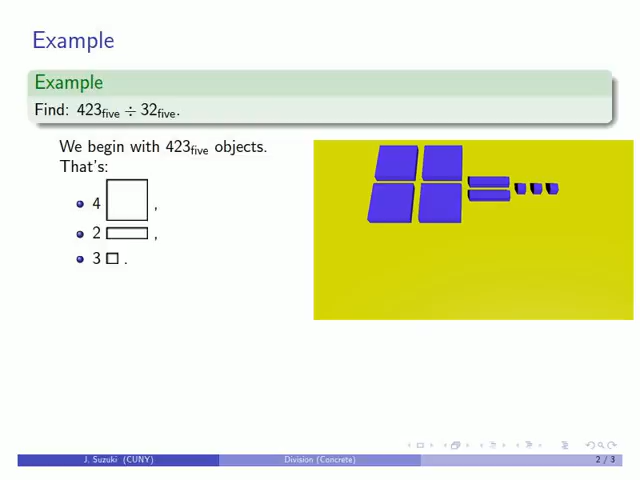 Example
Example
Find: 423five ÷ 32five.
We begin with 423five objects.
That's:
4 ,
2 ,
3 .
J. Suzuki (CUNY) Division (Concrete) 2 / 3